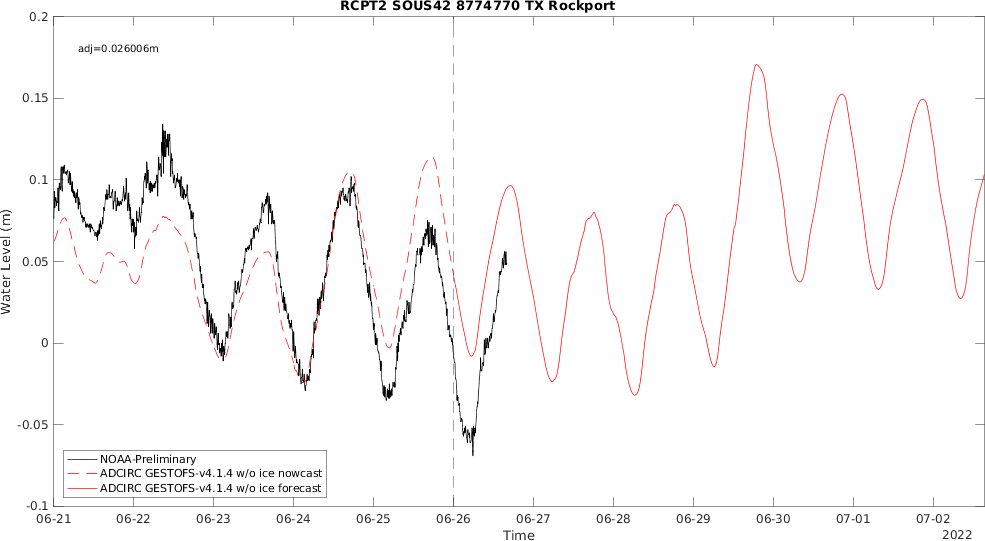 RCPT2 SOUS42 8774770 TX Rockport
adj=0.026006m
0.2
0.15
0.1
0.05
0
-0.05
-0.1
Water Level (m)
NOAA-Preliminary
ADCIRC GESTOFS-v4.1.4 w/o ice nowcast
ADCIRC GESTOFS-v4.1.4 w/o ice forecast
06-21 06-22 06-23 06-24 06-25 06-26 06-27 06-28 06-29 06-30 07-01 07-02
Time
2022